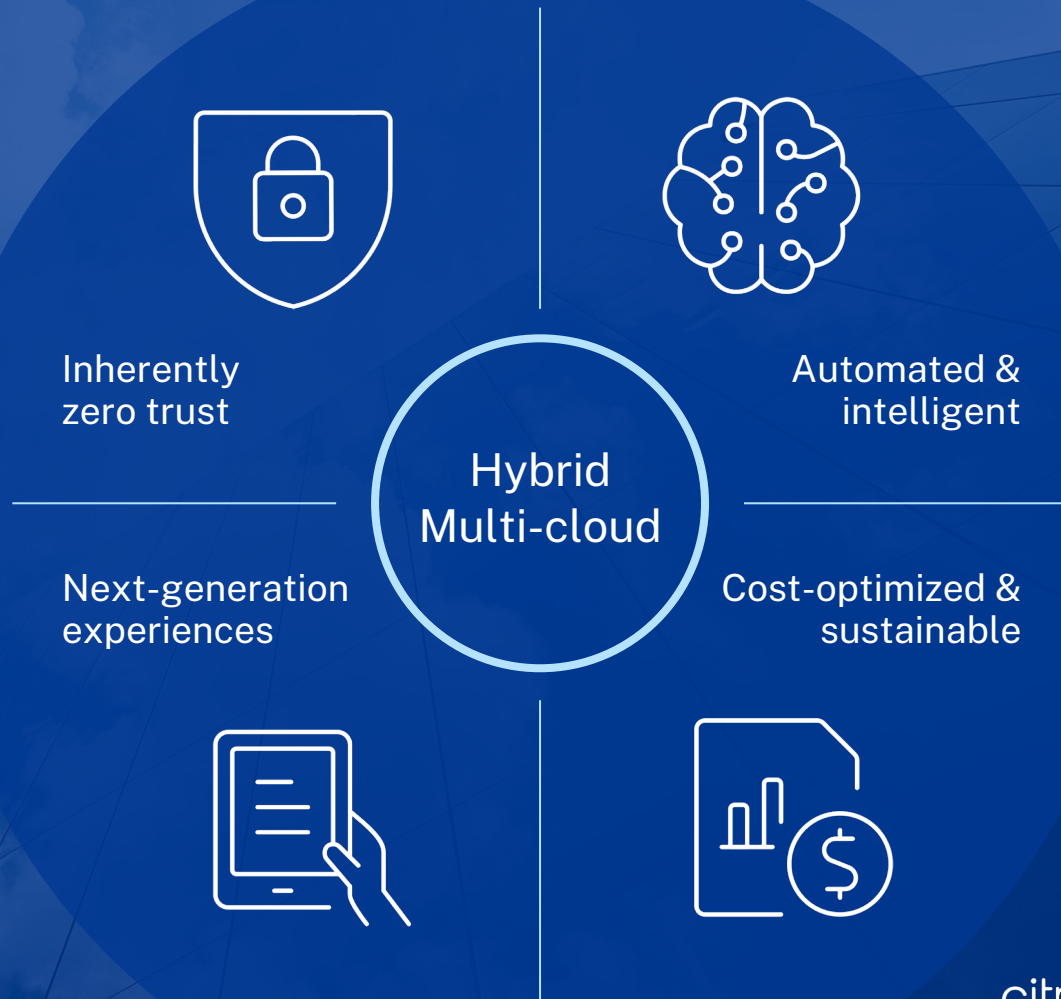 Inherently
zero trust
Automated &
intelligent
Hybrid
Multi-cloud
Next-generation
experiences
Cost-optimized &
sustainable
$